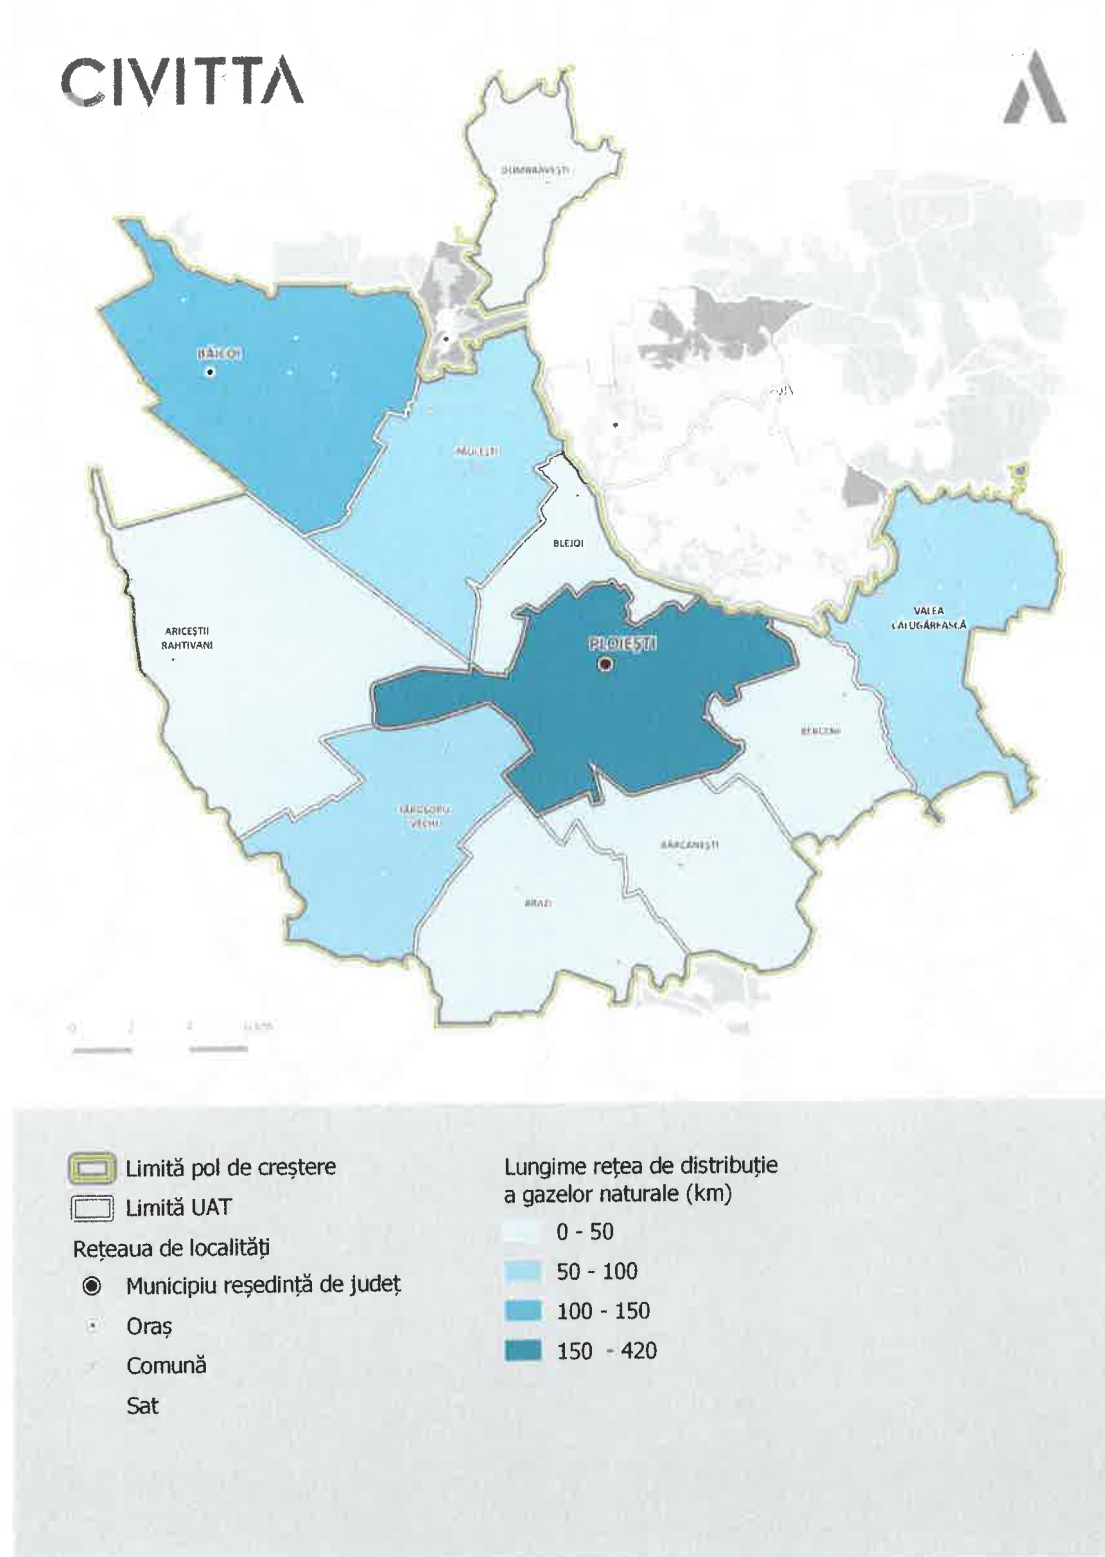 CIVITTA
DUMBRĂVEȘTI
BĂICOI
PĂULEȘTI
BLEJOI
VALEA
CĂLUGĂREASCĂ
ARICEȘTII
RAHTIVANI
PLOIEȘTI
BERCENI
TÂRGȘORU
VECHI
BĂRCĂNEȘTI
BRAZI
Limită pol de creștere
Limită UAT
Rețeaua de localități
Municipiu reședință de județ
Oraș
Comună
Sat
Lungime rețea de distribuție
a gazelor naturale (km)
0 - 50
50 - 100
100 - 150
150 - 420